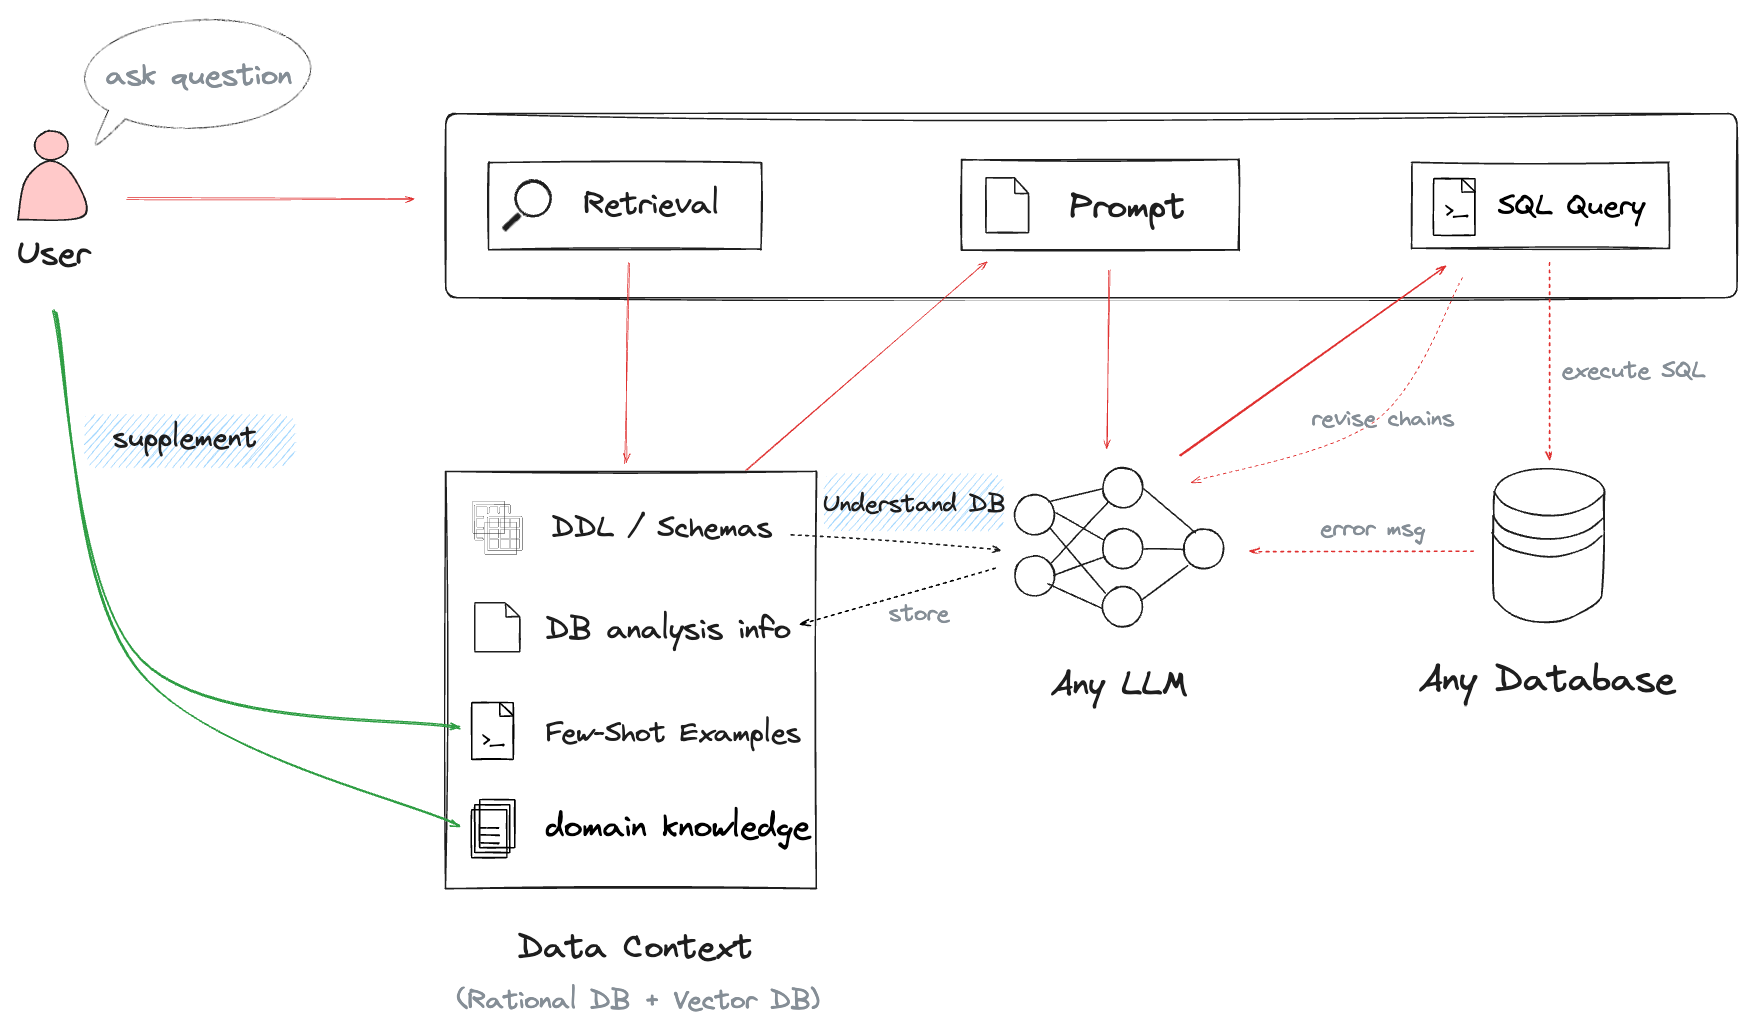 ask question
User
Retrieval
Prompt
SQL Query
supplement
execute SQL
revise chains
Understand DB
DDL / Schemas
error msg
store
DB analysis info
Any LLM
Any Database
Few-Shot Examples
domain knowledge
Data Context
(Rational DB + Vector DB)